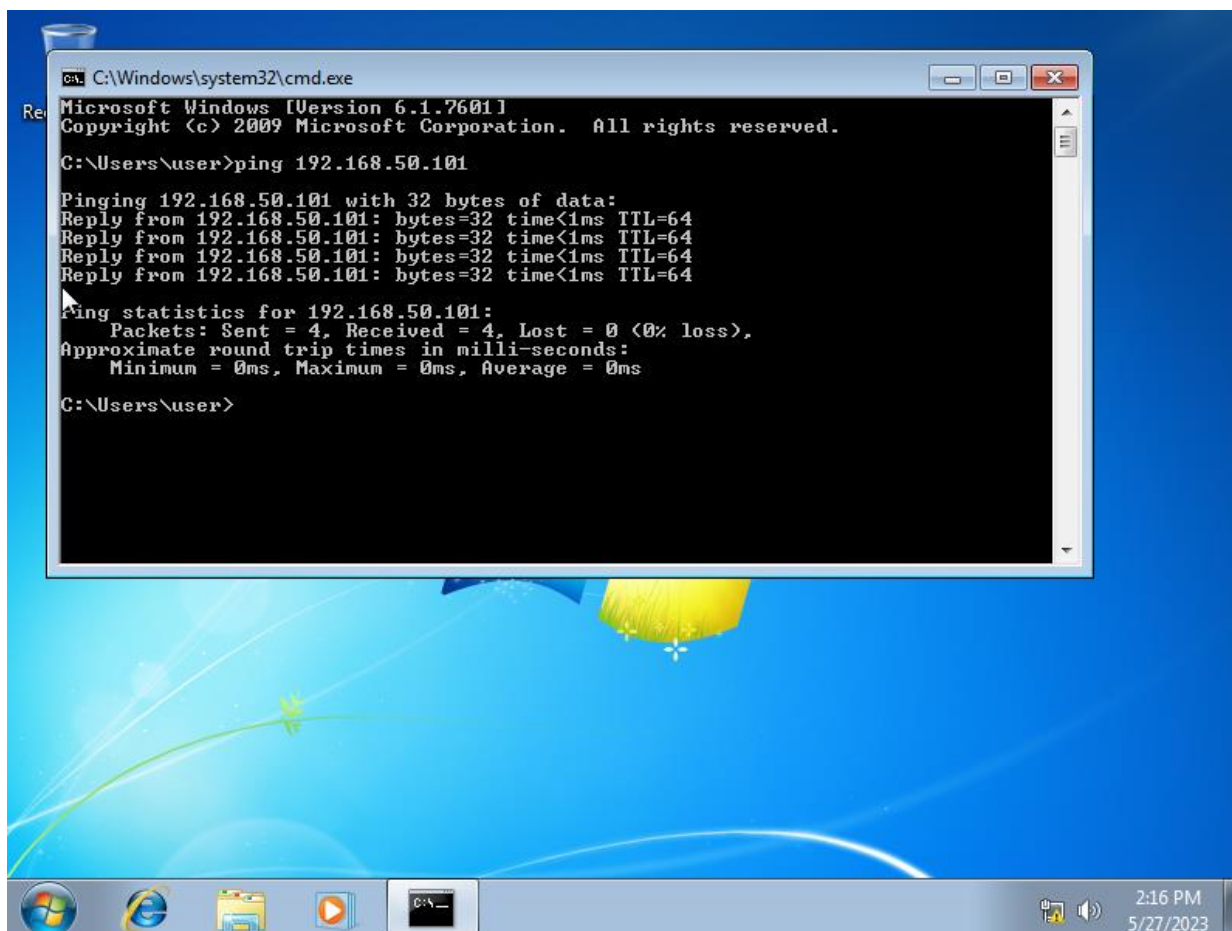 C:\Windows\system32\cmd.exe
Microsoft Windows [Version 6.1.7601]
Copyright (c) 2009 Microsoft Corporation.  All rights reserved.
C:\Users\user>ping 192.168.50.101
Pinging 192.168.50.101 with 32 bytes of data:
Reply from 192.168.50.101: bytes=32 time<1ms TTL=64
Reply from 192.168.50.101: bytes=32 time<1ms TTL=64
Reply from 192.168.50.101: bytes=32 time<1ms TTL=64
Reply from 192.168.50.101: bytes=32 time<1ms TTL=64
Ping statistics for 192.168.50.101:
    Packets: Sent = 4, Received = 4, Lost = 0 (0% loss),
Approximate round trip times in milli-seconds:
    Minimum = 0ms, Maximum = 0ms, Average = 0ms
C:\Users\user>
2:16 PM
5/27/2023